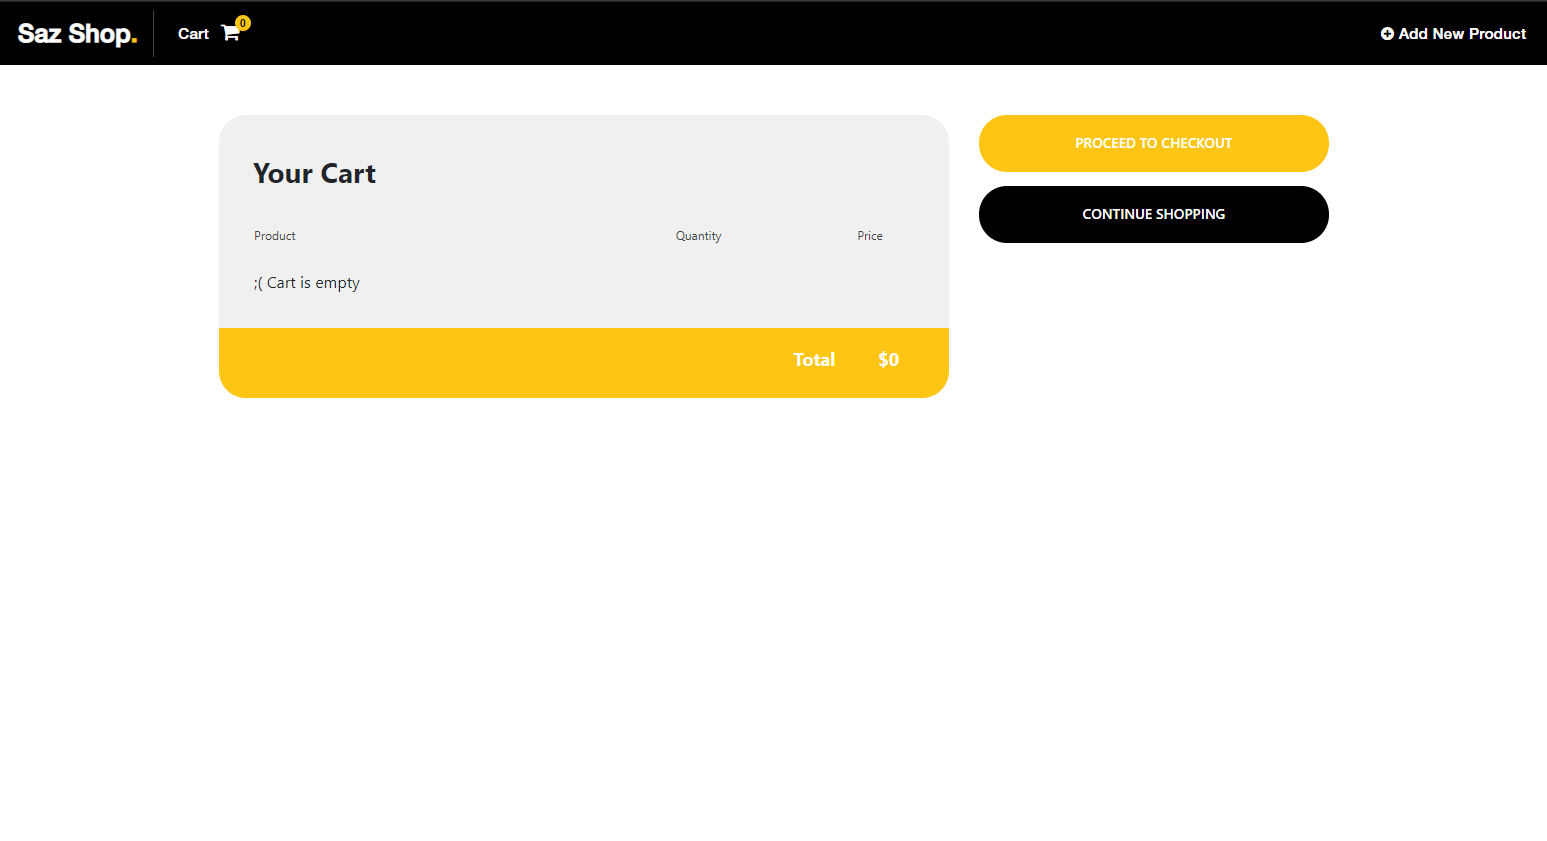 Saz Shop.
Cart 0
Add New Product
Your Cart
Product Quantity Price
;( Cart is empty
Total $0
PROCEED TO CHECKOUT
CONTINUE SHOPPING